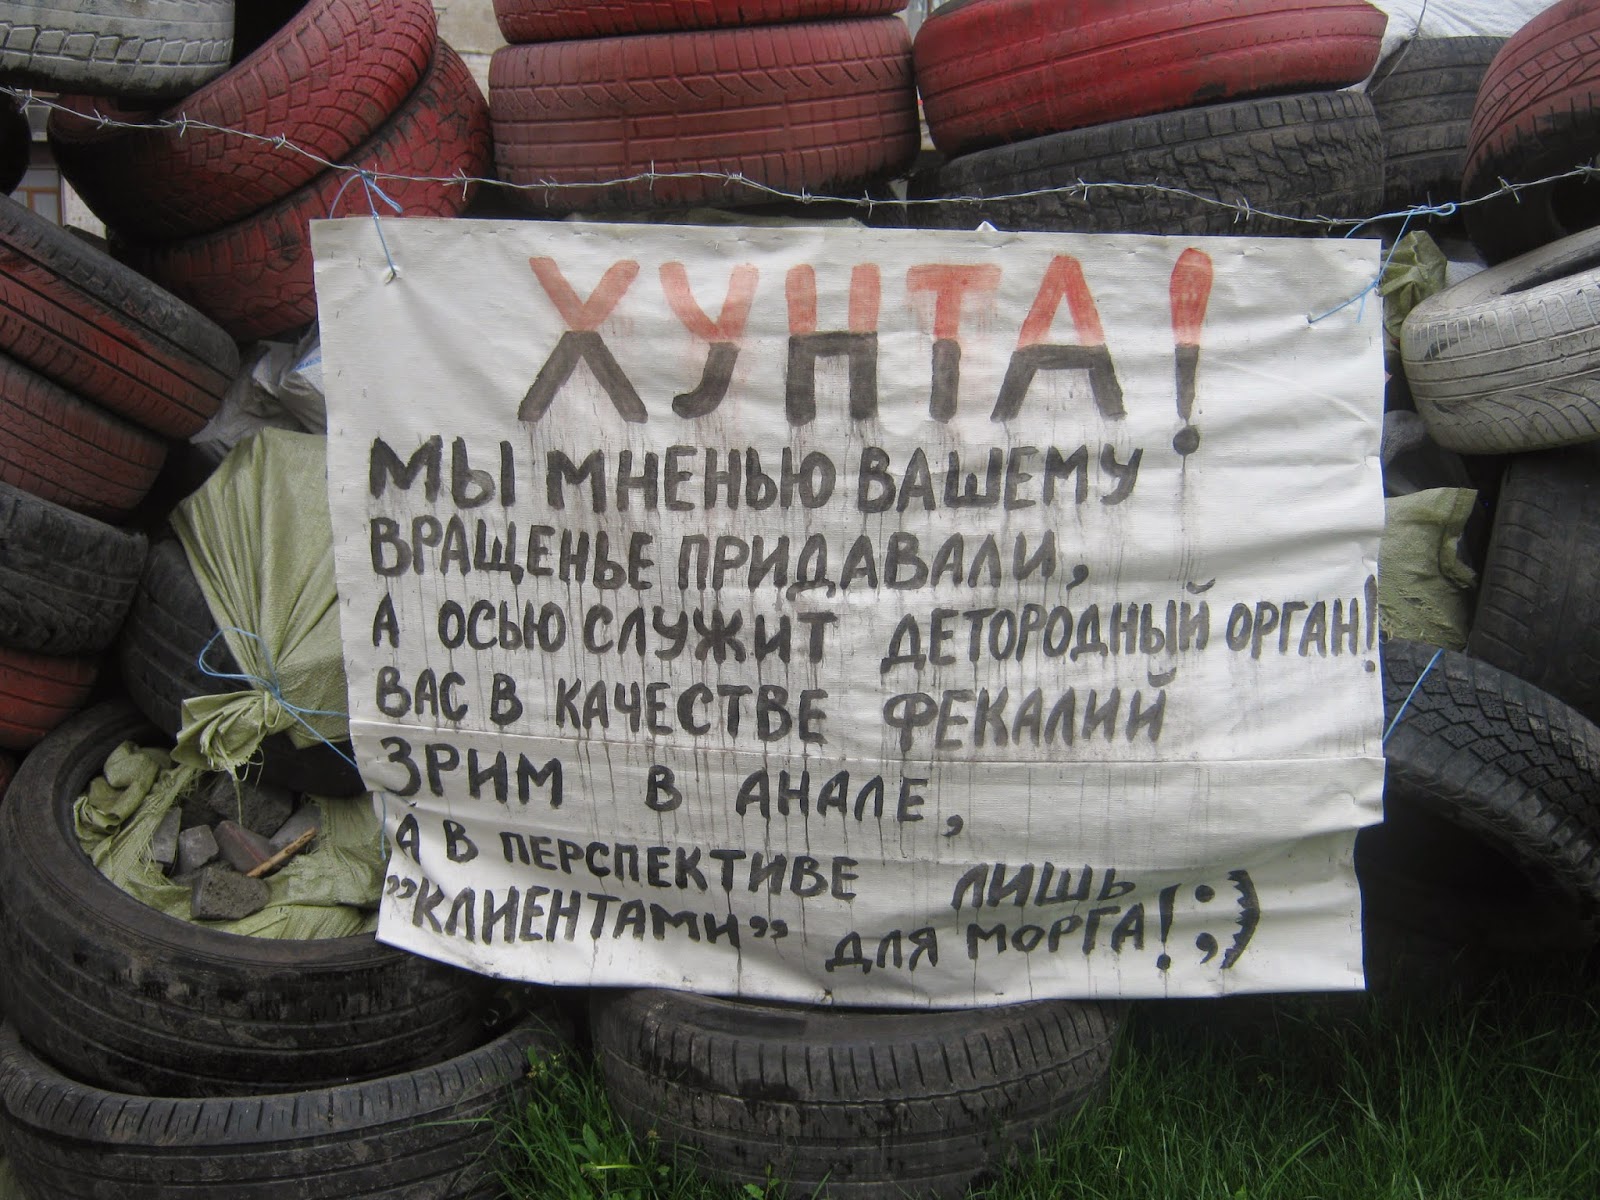 ХУНТА!
МЫ МНЕНЬЮ ВАШЕМУ
ВРАЩЕНЬЕ ПРИДАВАЛИ,
А ОСЬЮ СЛУЖИТ ДЕТОРОДНЫЙ ОРГАН!
ВАС В КАЧЕСТВЕ ФЕКАЛИЙ
ЗРИМ В АНАЛЕ,
А В ПЕРСПЕКТИВЕ ЛИШЬ
"КЛИЕНТАМИ" ДЛЯ МОРГА! ;)